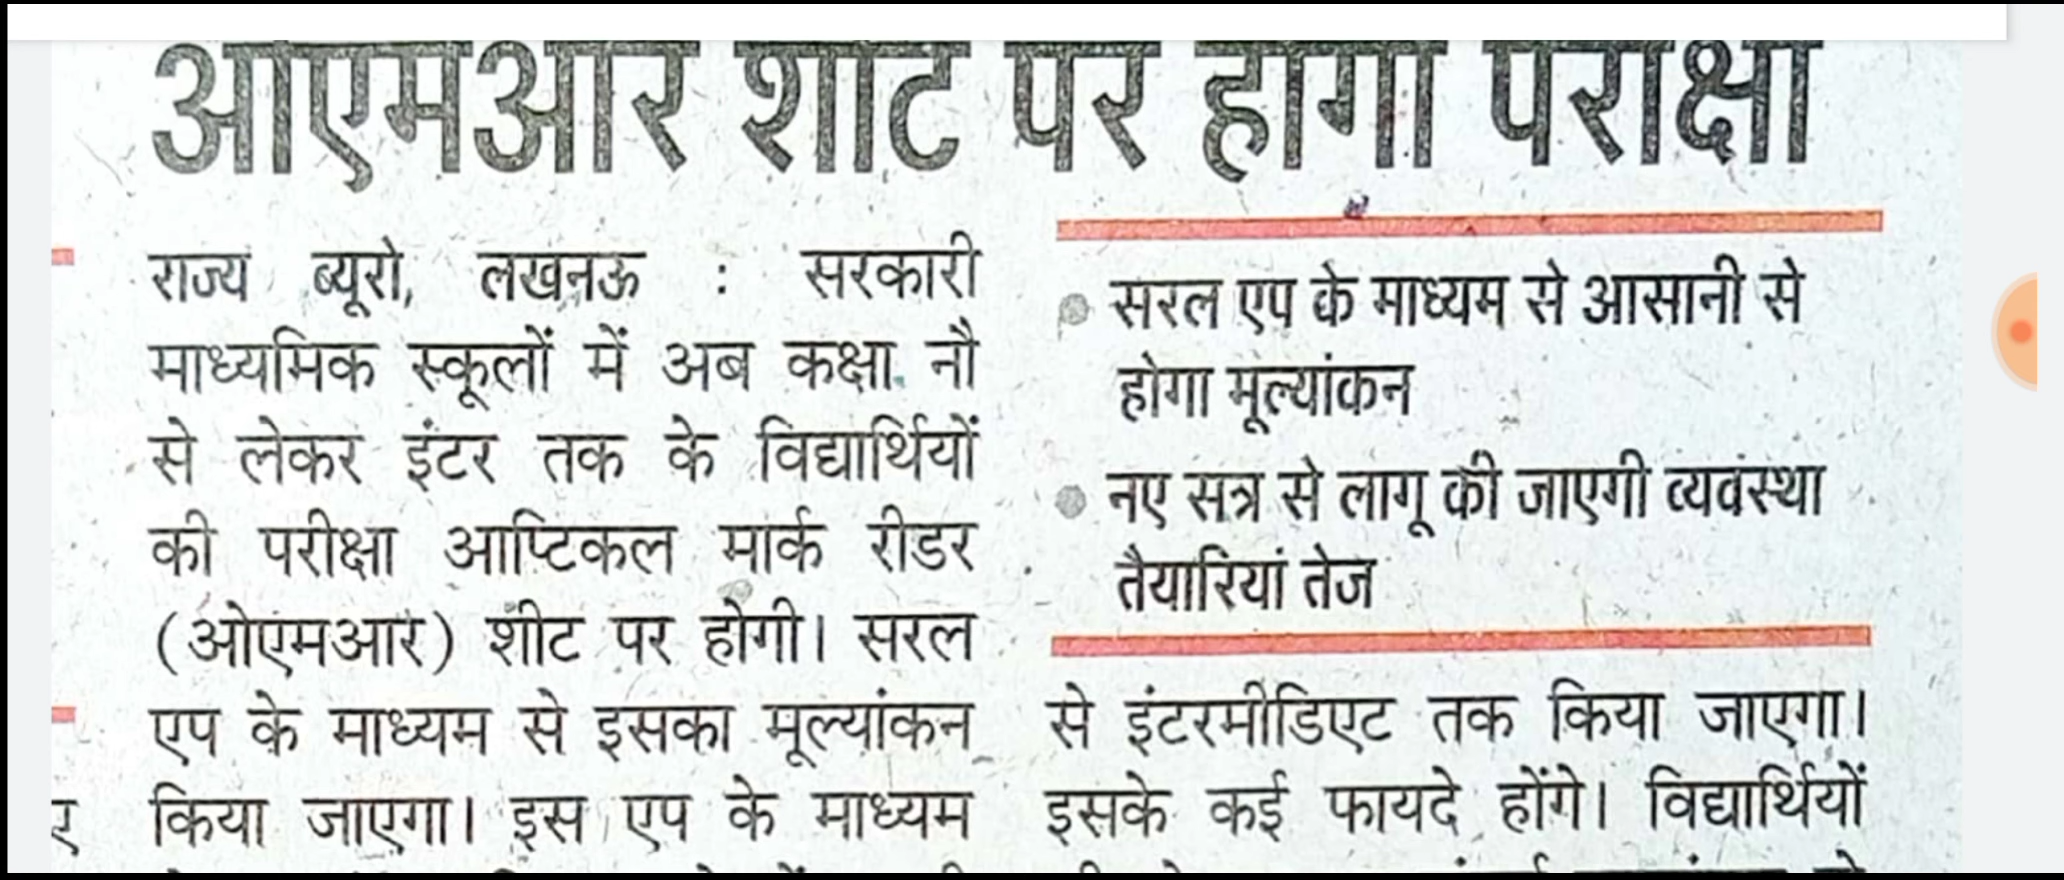 ओएमआर शीट पर होगी परीक्षा
राज्य ब्यूरो, लखनऊ : सरकारी
माध्यमिक स्कूलों में अब कक्षा नौ
से लेकर इंटर तक के विद्यार्थियों
की परीक्षा आप्टिकल मार्क रीडर
(ओएमआर) शीट पर होगी। सरल
एप के माध्यम से इसका मूल्यांकन
किया जाएगा। इस एप के माध्यम
सरल एप के माध्यम से आसानी से
होगा मूल्यांकन
नए सत्र से लागू की जाएगी व्यवस्था
तैयारियां तेज
से इंटरमीडिएट तक किया जाएगा।
इसके कई फायदे होंगे। विद्यार्थियों